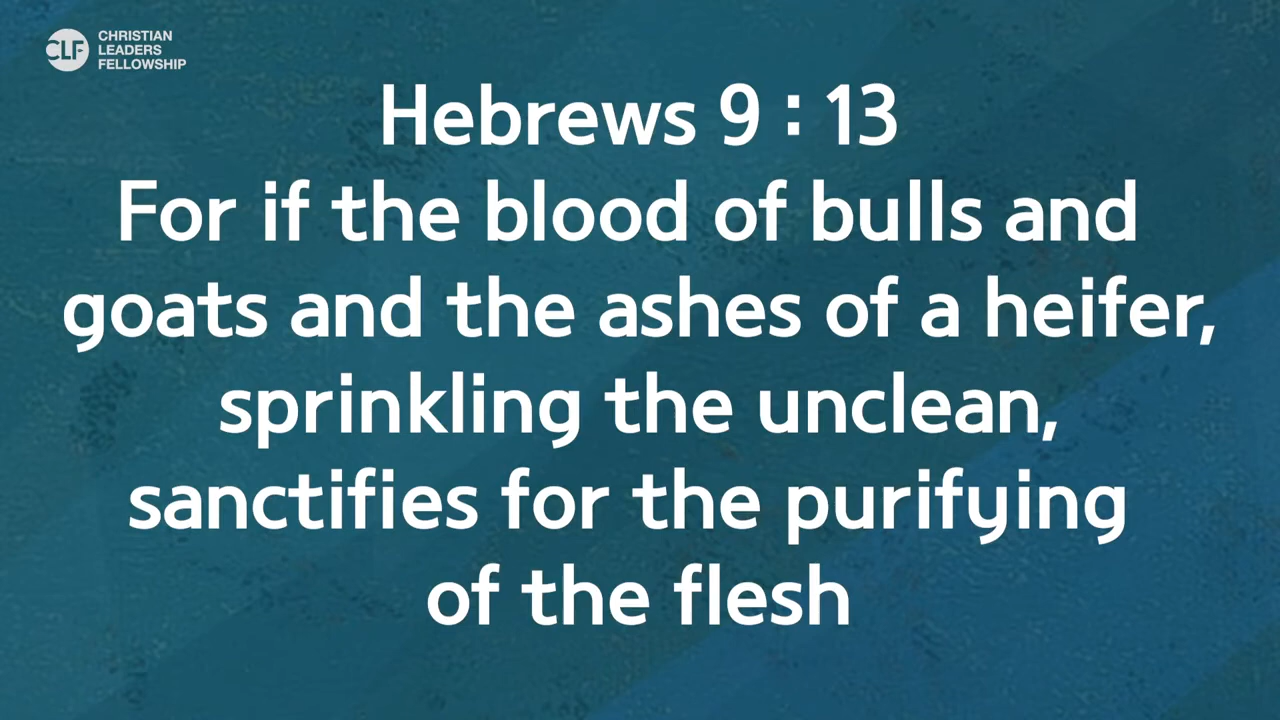 CLF
CHRISTIAN
LEADERS
FELLOWSHIP
Hebrews 9 : 13
For if the blood of bulls and
goats and the ashes of a heifer,
sprinkling the unclean,
sanctifies for the purifying
of the flesh